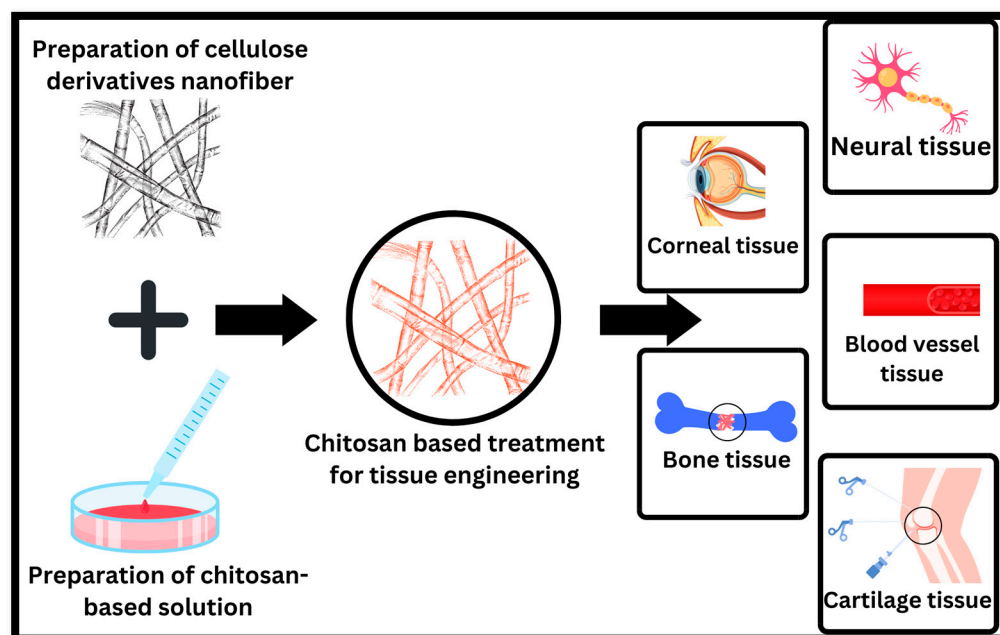 Preparation of cellulose
derivatives nanofiber
Preparation of chitosan-
based solution
Chitosan based treatment
for tissue engineering
Corneal tissue
Bone tissue
Neural tissue
Blood vessel
tissue
Cartilage tissue